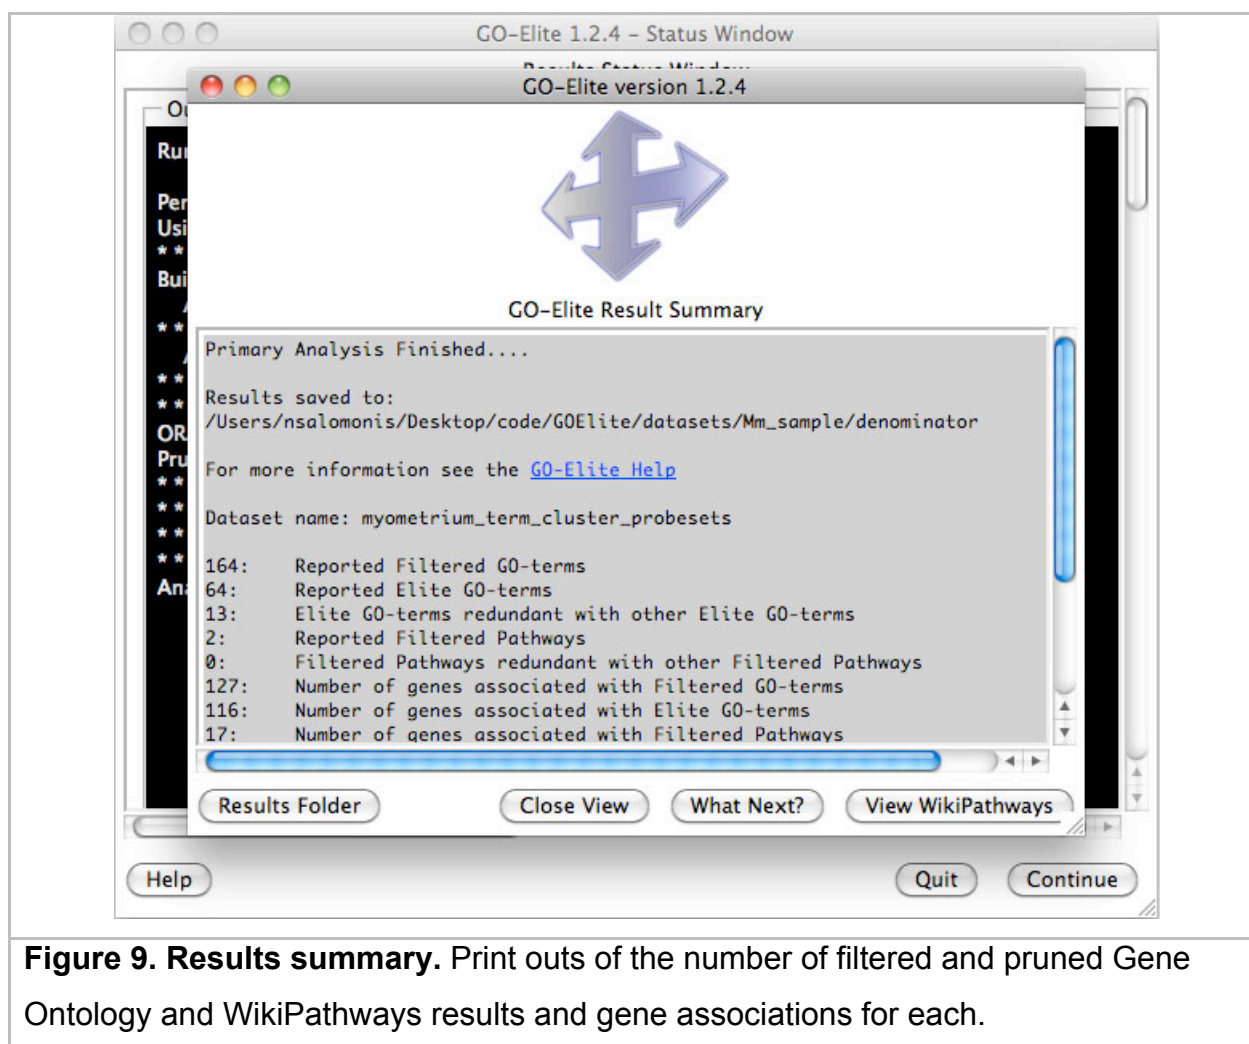 GO-Elite 1.2.4 – Status Window
GO-Elite version 1.2.4
Run
Per
Usi
* *
Bui
* *
* *
* *
OR
Pru
* *
* *
* *
* *
Ana
GO-Elite Result Summary
Primary Analysis Finished....
Results saved to:
/Users/nsalomonis/Desktop/code/GOElite/datasets/Mm_sample/denominator
For more information see the GO-Elite Help
Dataset name: myometrium_term_cluster_probesets
164: Reported Filtered GO-terms
64: Reported Elite GO-terms
13: Elite GO-terms redundant with other Elite GO-terms
2: Reported Filtered Pathways
0: Filtered Pathways redundant with other Filtered Pathways
127: Number of genes associated with Filtered GO-terms
116: Number of genes associated with Elite GO-terms
17: Number of genes associated with Filtered Pathways
Results Folder Close View What Next? View WikiPathways
Help Quit Continue
Figure 9. Results summary. Print outs of the number of filtered and pruned Gene
Ontology and WikiPathways results and gene associations for each.